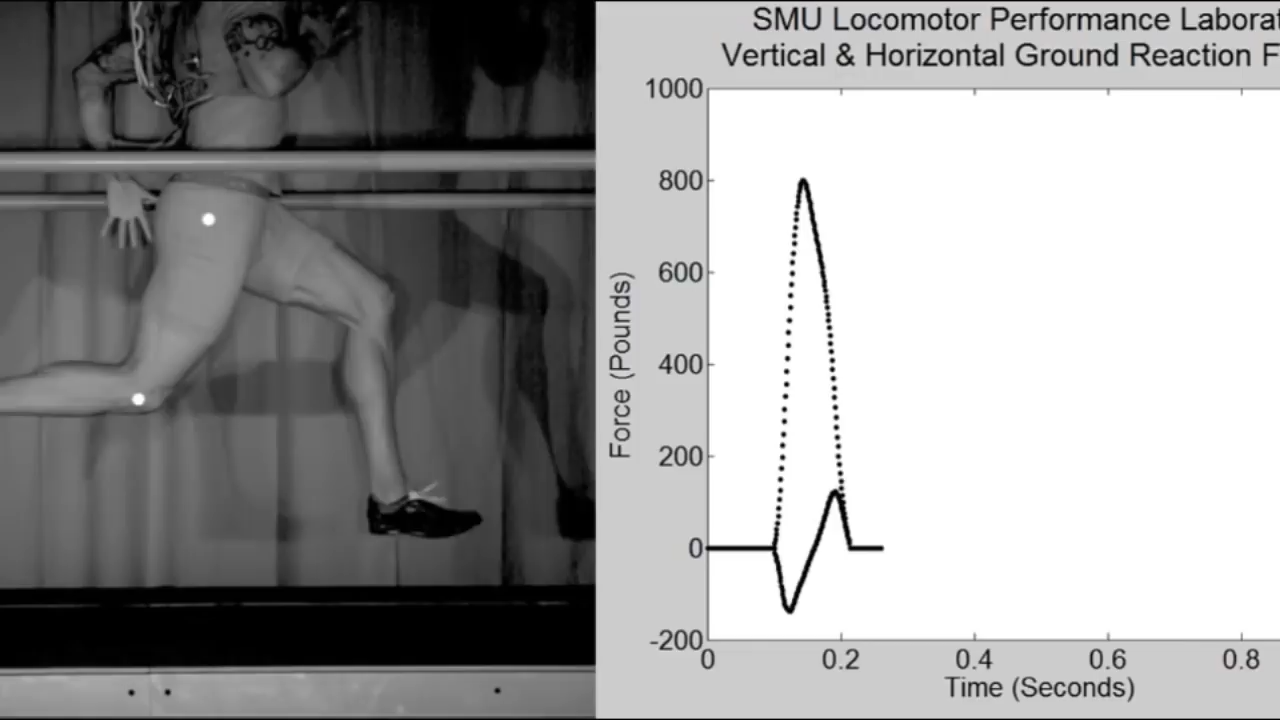 SMU Locomotor Performance Laborat
Vertical & Horizontal Ground Reaction F
1000
800
600
400
200
0
-200
Force (Pounds)
0 0.2 0.4 0.6 0.8
Time (Seconds)